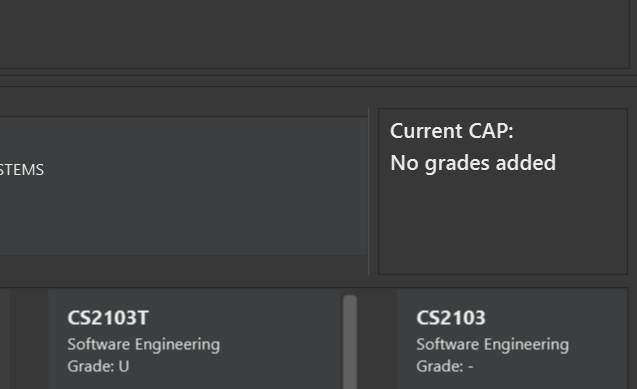 Current CAP:
No grades added
STEMS
CS2103T
Software Engineering
Grade: U
CS2103
Software Engineering
Grade: -